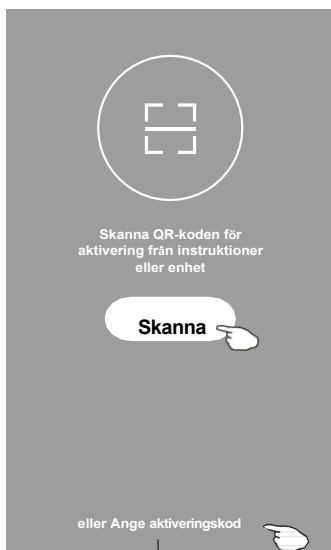 Skanna QR-koden för
aktivering från instruktioner
eller enhet
Skanna
eller Ange aktiveringskod